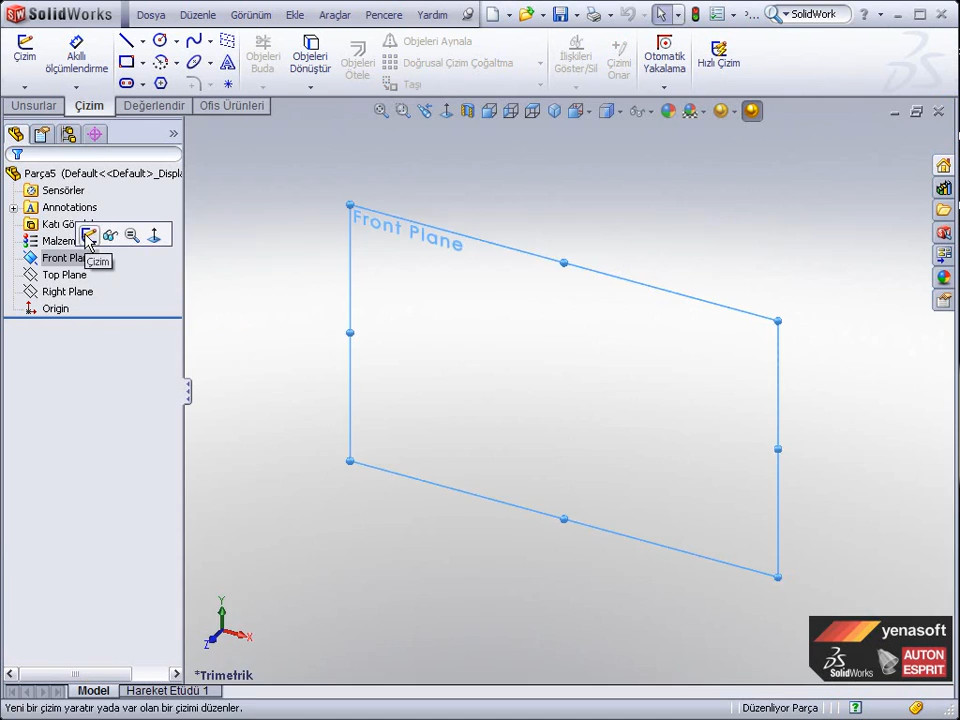 SolidWorks
Dosya Düzenle Görünüm Ekle Araçlar Pencere Yardım
SolidWork
Çizim
Akıllı ölçümlendirme
Objeleri Buda
Objeleri Dönüştür
Objeleri Ötele
Objeleri Aynala
Doğrusal Çizim Çoğaltma
Taşı
İlişkileri Göster/Sil
Çizimi Onar
Otomatik Yakalama
Hızlı Çizim
Unsurlar Çizim Değerlendir Ofis Ürünleri
Parça5 (Default<<Default>_Displa
Sensörler
Annotations
Katı Gö
Malzem
Front Pla
Çizim
Top Plane
Right Plane
Origin
Front Plane
Y
X
Z
*Trimetrik
yenasoft
SolidWorks
AUTON
ESPRIT
Model Hareket Etüdü 1
Yeni bir çizim yaratır yada var olan bir çizimi düzenler.
Düzenliyor Parça